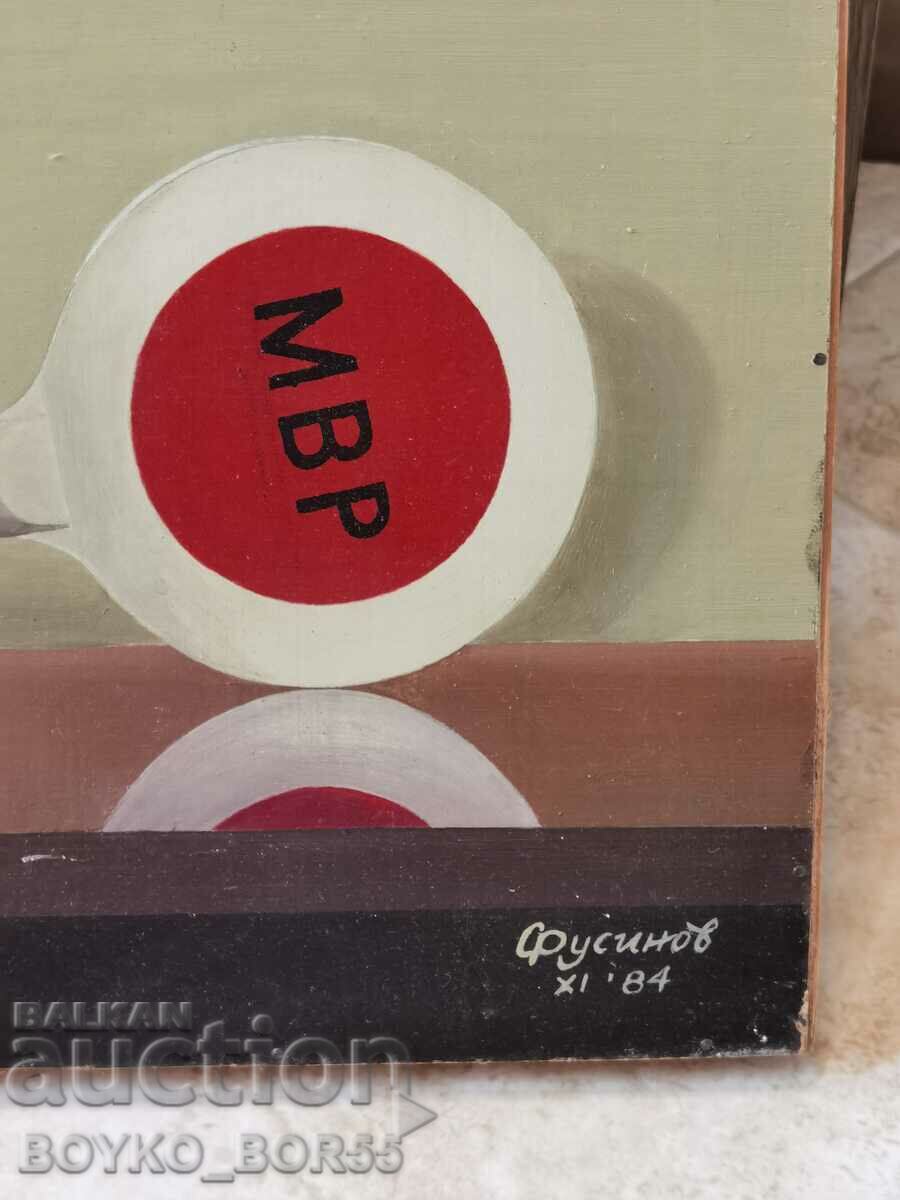 МВР
Фусинов
XI '84
BALKAN
auction
BOYKO_BOR55